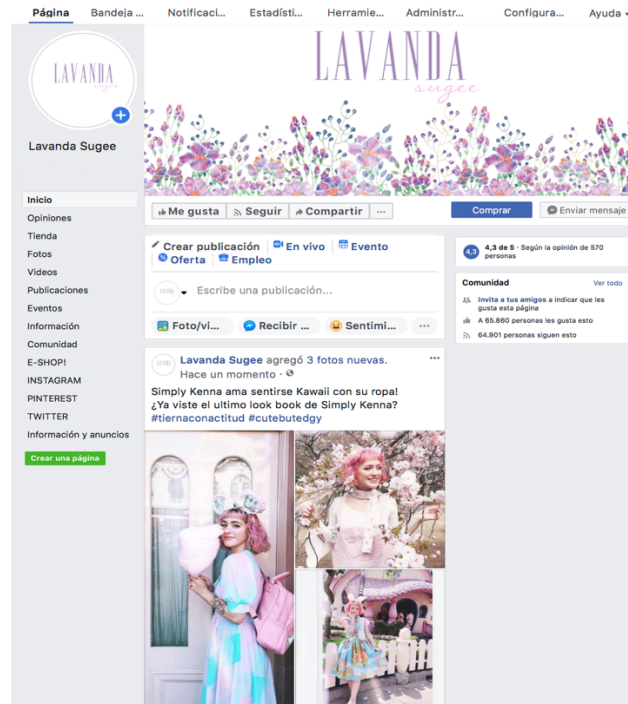 Página Bandeja ... Notificaci... Estadísti... Herramie... Administr... Configura... Ayuda
LAVANDA
sugee
LAVANDA
sugee
Lavanda Sugee
Inicio
Opiniones
Tienda
Fotos
Videos
Publicaciones
Eventos
Información
Comunidad
E-SHOP!
INSTAGRAM
PINTEREST
TWITTER
Información y anuncios
Crear una página
Me gusta Seguir Compartir ...
Comprar Enviar mensaje
Crear publicación En vivo Evento
Oferta Empleo
Escribe una publicación...
Foto/vi... Recibir ... Sentimi... ...
4,3 4,3 de 5 · Según la opinión de 570
personas
Comunidad Ver todo
Invita a tus amigos a indicar que les
gusta esta página
A 65.860 personas les gusta esto
64.901 personas siguen esto
Lavanda Sugee agregó 3 fotos nuevas. ...
Hace un momento ·
Simply Kenna ama sentirse Kawaii con su ropa!
¿Ya viste el ultimo look book de Simply Kenna?
#tiernaconactitud #cutebutedgy